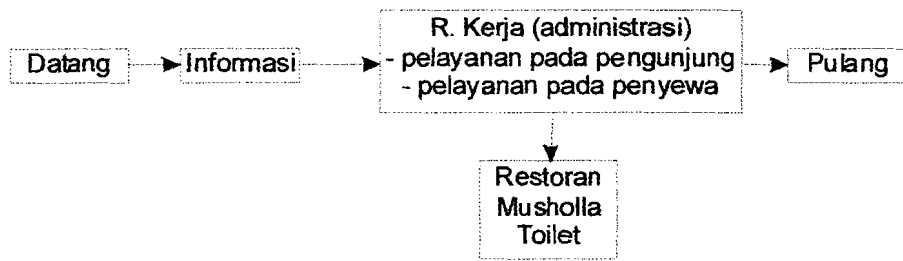 Datang
Informasi
R. Kerja (administrasi)
- pelayanan pada pengunjung
- pelayanan pada penyewa
Pulang
Restoran
Musholla
Toilet